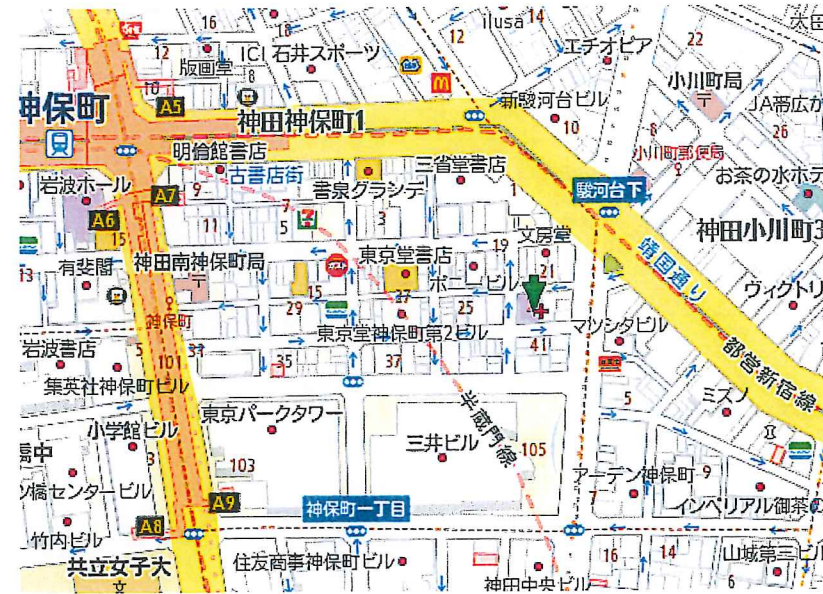 16
ilusa
14
12
エチオピア
22
12
版画堂
ICI 石井スポーツ
8
小川町局
10
A5
新駿河台ビル
JA帯広か
神保町
神田神保町1
10
8
26
明倫館書店
三省堂書店
小川町郵便局
岩波ホール
A7
9
古書店街
書泉グランデ
1
駿河台下
お茶の水ホテ
A6
7
3
15
11
5
文房堂
神田小川町3
有斐閣
神田南神保町局
東京堂書店
19
21
靖国通り
13
15
27
ボニービル
25
ヴィクトリ
神保町
29
東京堂神保町第2ビル
マツシタビル
岩波書店
5
101
37
35
37
41
都営新宿線
集英社神保町ビル
5
ミズノ
小学館ビル
東京パークタワー
半蔵門線
3
三井ビル
105
103
アーデン神保町
9
ツ橋センタービル
A9
神保町一丁目
7
インペリアル御茶の
A8
竹内ビル
共立女子大
住友商事神保町ビル
16
14
山城第三ビル
神田中央ビル
6